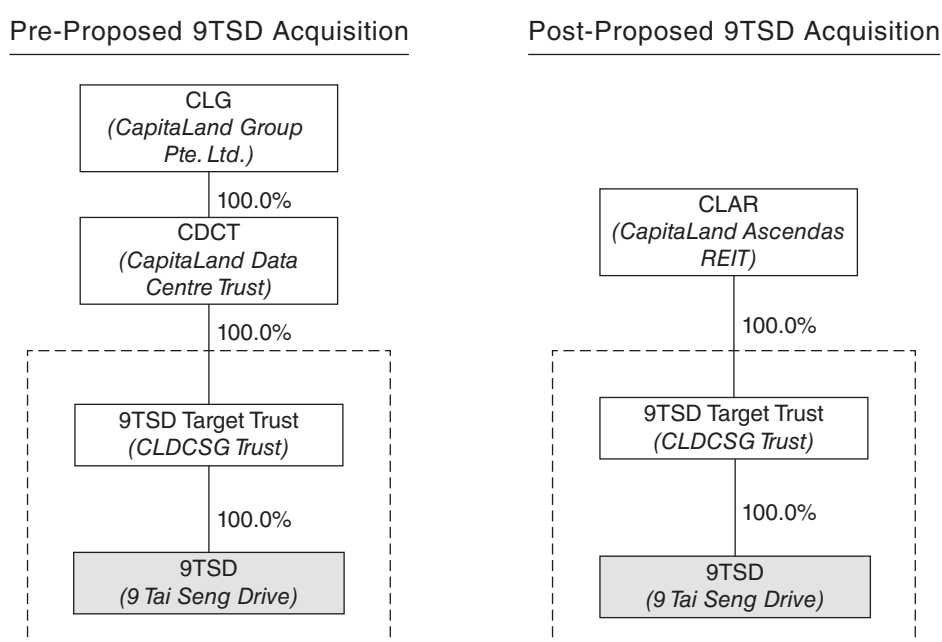 Pre-Proposed 9TSD Acquisition
CLG
(CapitaLand Group
Pte. Ltd.)
100.0%
CDCT
(CapitaLand Data
Centre Trust)
100.0%
9TSD Target Trust
(CLDCSG Trust)
100.0%
9TSD
(9 Tai Seng Drive)
Post-Proposed 9TSD Acquisition
CLAR
(CapitaLand Ascendas
REIT)
100.0%
9TSD Target Trust
(CLDCSG Trust)
100.0%
9TSD
(9 Tai Seng Drive)